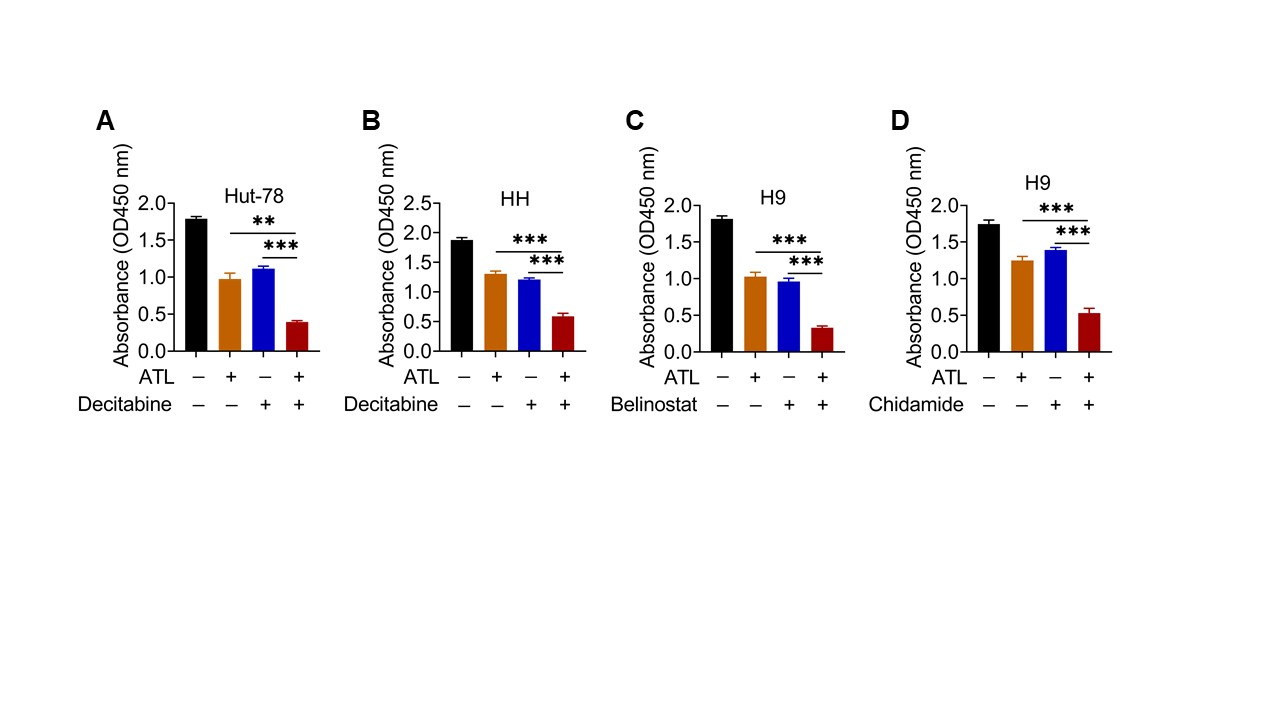 A
Absorbance (OD450 nm)
Hut-78
2.0
1.5
1.0
0.5
0.0
**
***
ATL – + – +
Decitabine – – + +
B
Absorbance (OD450 nm)
HH
2.5
2.0
1.5
1.0
0.5
0.0
***
***
ATL – + – +
Decitabine – – + +
C
Absorbance (OD450 nm)
H9
2.0
1.5
1.0
0.5
0.0
***
***
ATL – + – +
Belinostat – – + +
D
Absorbance (OD450 nm)
H9
2.0
1.5
1.0
0.5
0.0
***
***
ATL – + – +
Chidamide – – + +